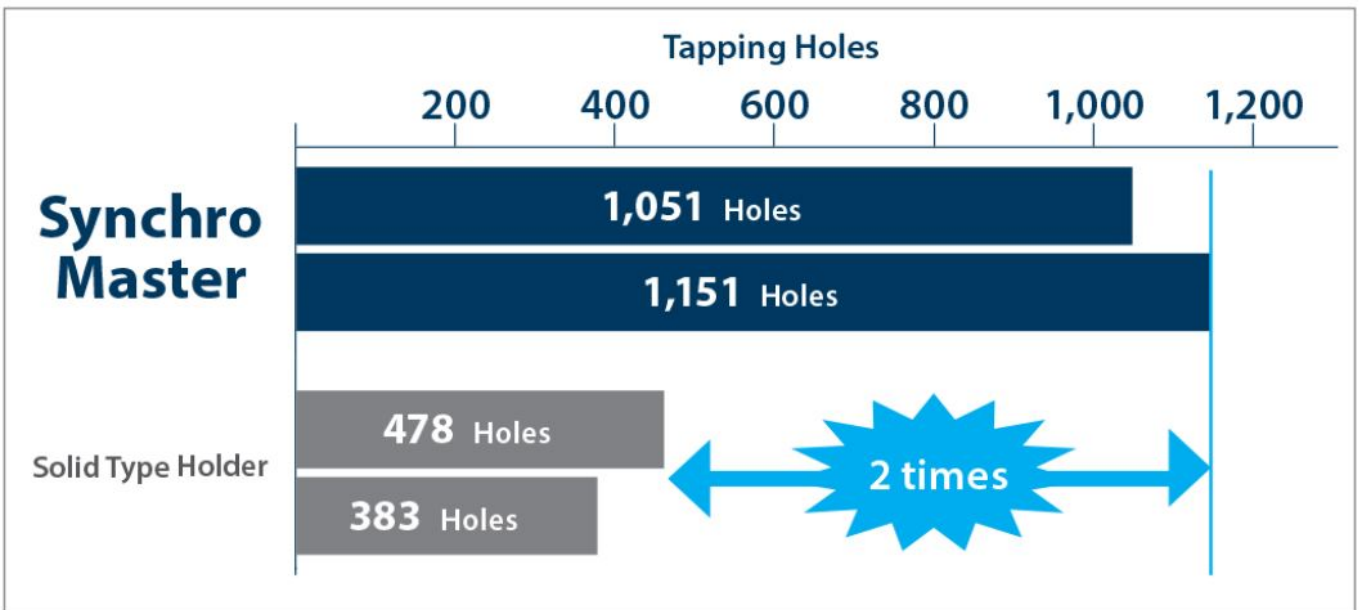 Tapping Holes
200 400 600 800 1,000 1,200
Synchro
Master
1,051 Holes
1,151 Holes
Solid Type Holder
478 Holes
383 Holes
2 times